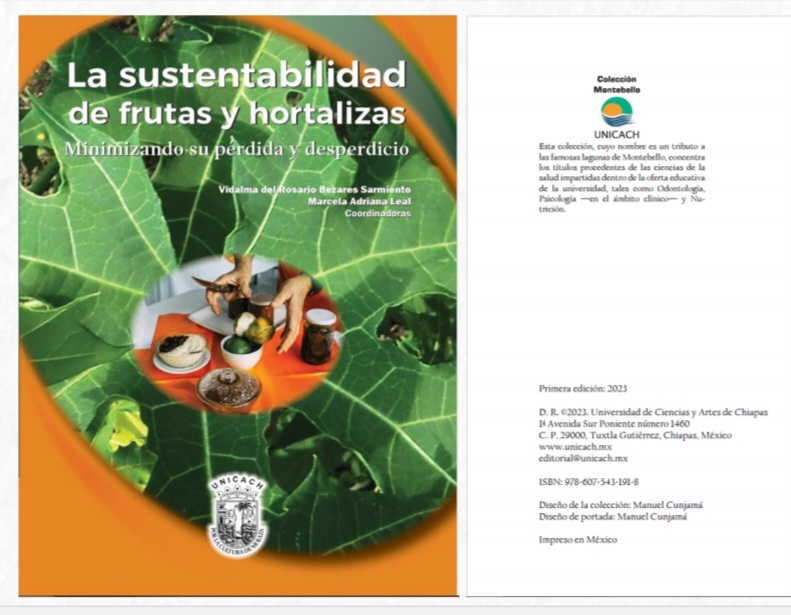 La sustentabilidad
de frutas y hortalizas
Minimizando su pérdida y desperdicio
Vidalma del Rosario Bezares Sarmiento
Marcela Adriana Leal
Coordinadoras
UNICACH
POR LA CULTURA DE MI RAZA
Colección
Montebello
UNICACH
Esta colección, cuyo nombre es un tributo a
las famosas lagunas de Montebello, concentra
los títulos procedentes de las ciencias de la
salud impartidas dentro de la oferta educativa
de la universidad, tales como Odontología,
Psicología —en el ámbito clínico— y Nu-
trición.
Primera edición: 2023
D. R. ©2023. Universidad de Ciencias y Artes de Chiapas
1ª Avenida Sur Poniente número 1460
C. P. 29000, Tuxtla Gutiérrez, Chiapas, México
www.unicach.mx
editorial@unicach.mx
ISBN: 978-607-543-191-8
Diseño de la colección: Manuel Cunjamá
Diseño de portada: Manuel Cunjamá
Impreso en México